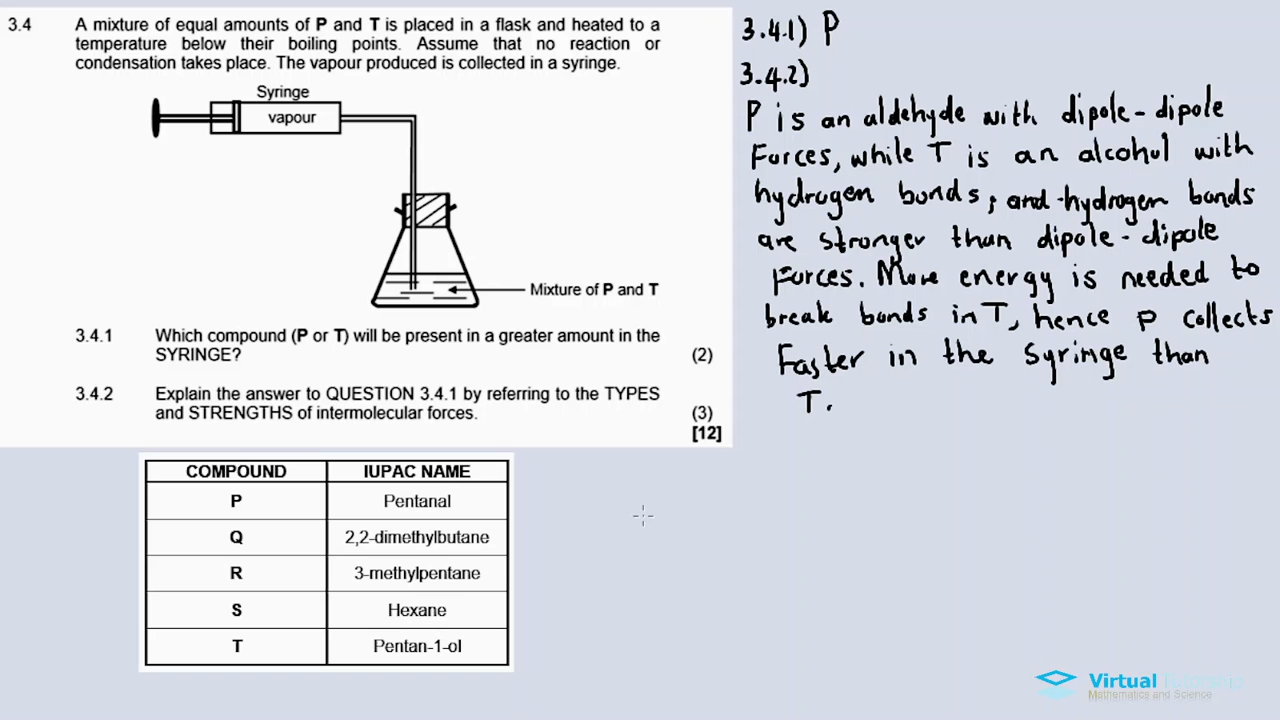 3.4 A mixture of equal amounts of P and T is placed in a flask and heated to a
temperature below their boiling points. Assume that no reaction or
condensation takes place. The vapour produced is collected in a syringe.
Syringe
vapour
Mixture of P and T
3.4.1 Which compound (P or T) will be present in a greater amount in the
SYRINGE? (2)
3.4.2 Explain the answer to QUESTION 3.4.1 by referring to the TYPES
and STRENGTHS of intermolecular forces. (3)
[12]
COMPOUND IUPAC NAME
P Pentanal
Q 2,2-dimethylbutane
R 3-methylpentane
S Hexane
T Pentan-1-ol
3.4.1) P
3.4.2)
P is an aldehyde with dipole-dipole
Forces, while T is an alcohol with
hydrogen bonds, and hydrogen bonds
are stronger than dipole-dipole
Forces. More energy is needed to
break bonds in T, hence P collects
Faster in the syringe than
T.
Virtual
Mathematics and Science